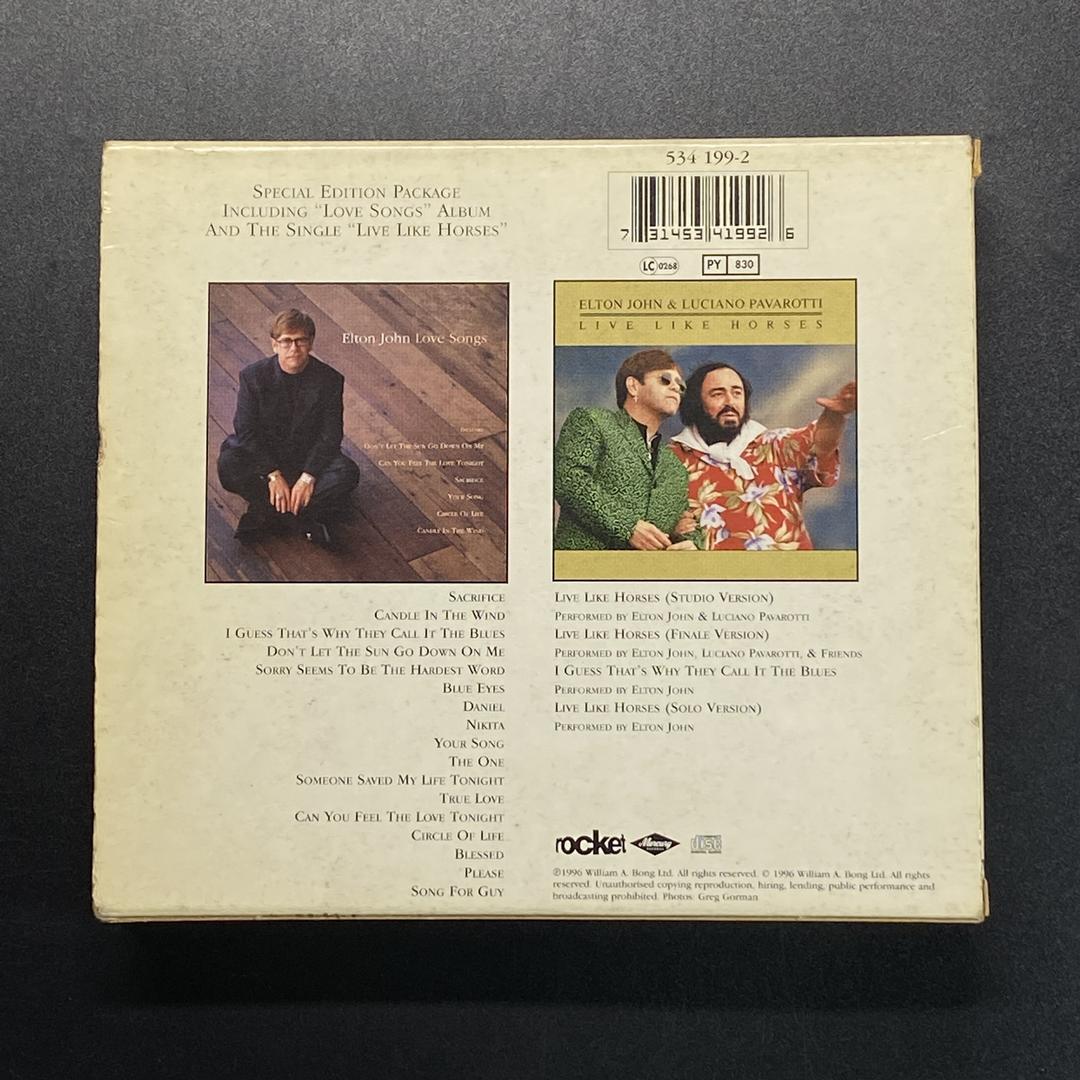 534 199-2
Special Edition Package
Including “Love Songs” Album
And The Single “Live Like Horses”
7 31453 41992 6
LC 0268
PY 830
Elton John Love Songs
Includes
Don't Let The Sun Go Down On Me
Can You Feel The Love Tonight
Sacrifice
Your Song
Circle Of Life
Candle In The Wind
ELTON JOHN & LUCIANO PAVAROTTI
LIVE LIKE HORSES
Sacrifice
Candle In The Wind
I Guess That's Why They Call It The Blues
Don't Let The Sun Go Down On Me
Sorry Seems To Be The Hardest Word
Blue Eyes
Daniel
Nikita
Your Song
The One
Someone Saved My Life Tonight
True Love
Can You Feel The Love Tonight
Circle Of Life
Blessed
Please
Song For Guy
Live Like Horses (Studio Version)
Performed by Elton John & Luciano Pavarotti
Live Like Horses (Finale Version)
Performed by Elton John, Luciano Pavarotti, & Friends
I Guess That's Why They Call It The Blues
Performed by Elton John
Live Like Horses (Solo Version)
Performed by Elton John
rocket
Mercury
disc
℗1996 William A. Bong Ltd. All rights reserved. © 1996 William A. Bong Ltd. All rights
reserved. Unauthorised copying reproduction, hiring, lending, public performance and
broadcasting prohibited. Photos: Greg Gorman